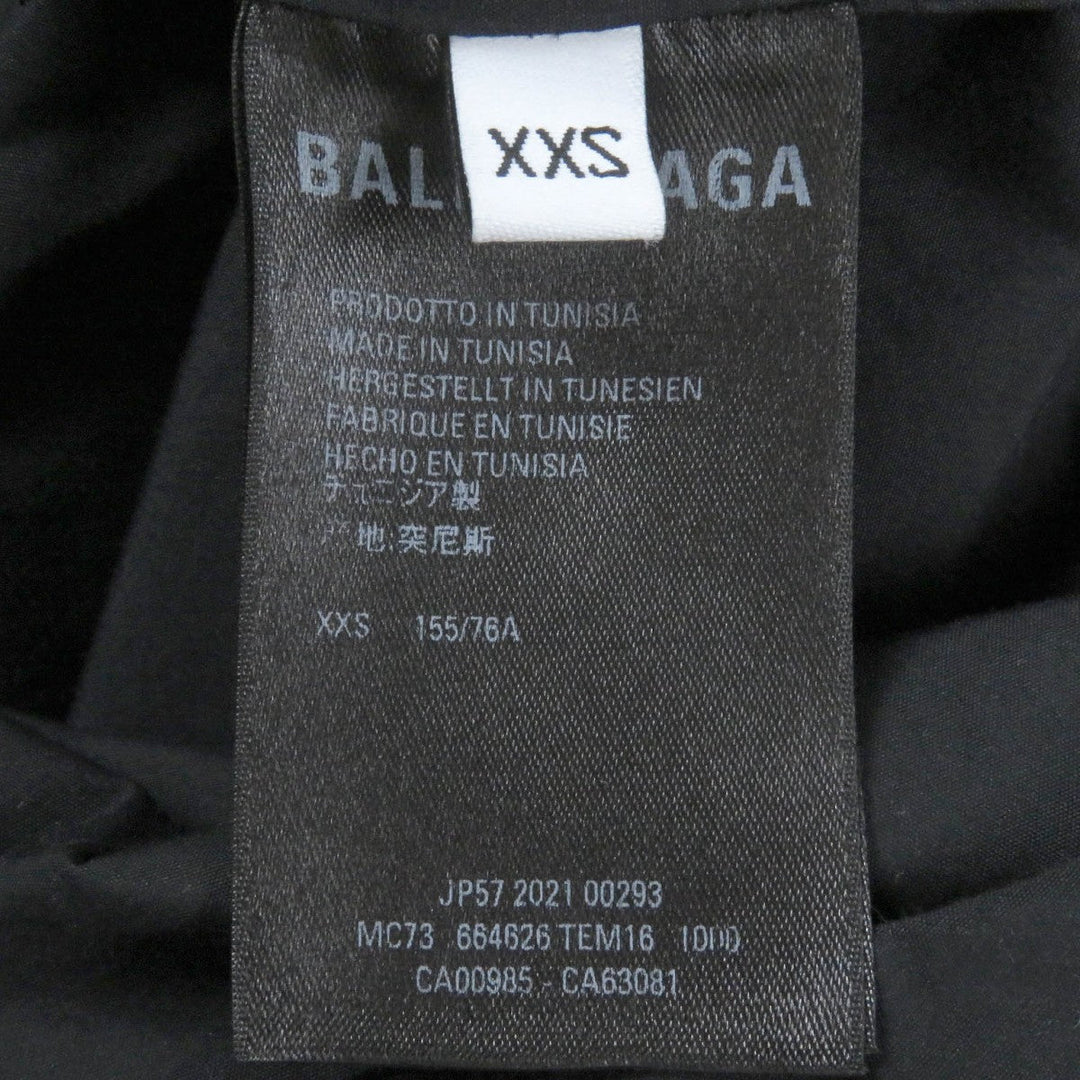 XXS
BAL AGA
PRODOTTO IN TUNISIA
MADE IN TUNISIA
HERGESTELLT IN TUNESIEN
FABRIQUE EN TUNISIE
HECHO EN TUNISIA
チュニジア製
地:突尼斯
XXS 155/76A
JP57 2021 00293
MC73 664626 TEM16 1000
CA00985 - CA63081